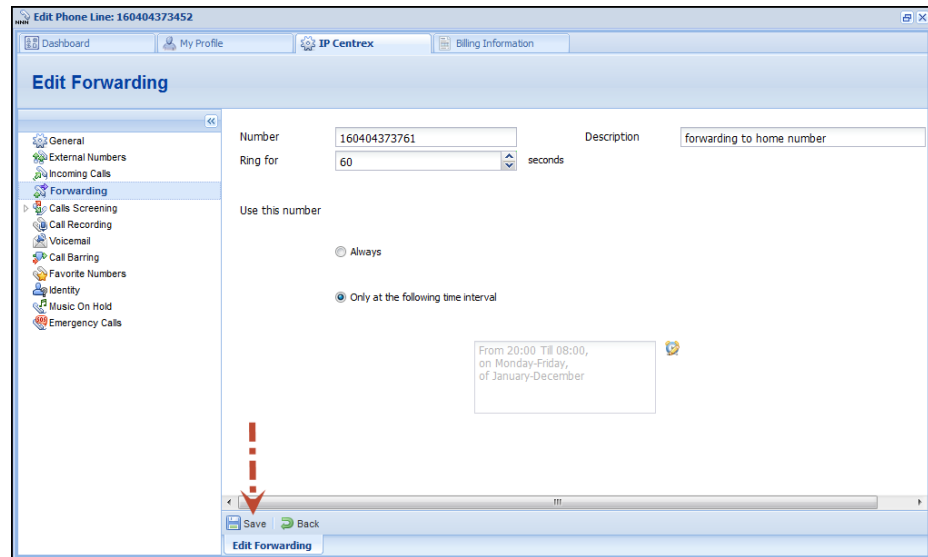 Edit Phone Line: 160404373452
Dashboard
My Profile
IP Centrex
Billing Information
Edit Forwarding
General
External Numbers
Incoming Calls
Forwarding
Calls Screening
Call Recording
Voicemail
Call Barring
Favorite Numbers
Identity
Music On Hold
Emergency Calls
Number 160404373761 Description forwarding to home number
Ring for 60 seconds
Use this number
Always
Only at the following time interval
From 20:00 Till 08:00,
on Monday-Friday,
of January-December
Save Back
Edit Forwarding